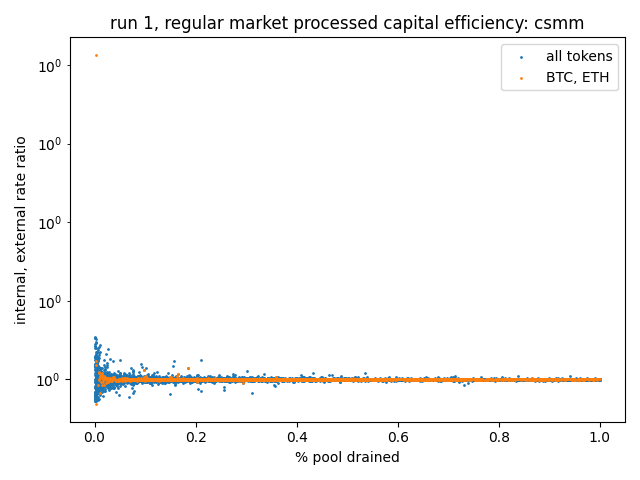 run 1, regular market processed capital efficiency: csmm
internal, external rate ratio
10⁰
10⁰
10⁰
10⁰
10⁰
all tokens
BTC, ETH
0.0 0.2 0.4 0.6 0.8 1.0
% pool drained